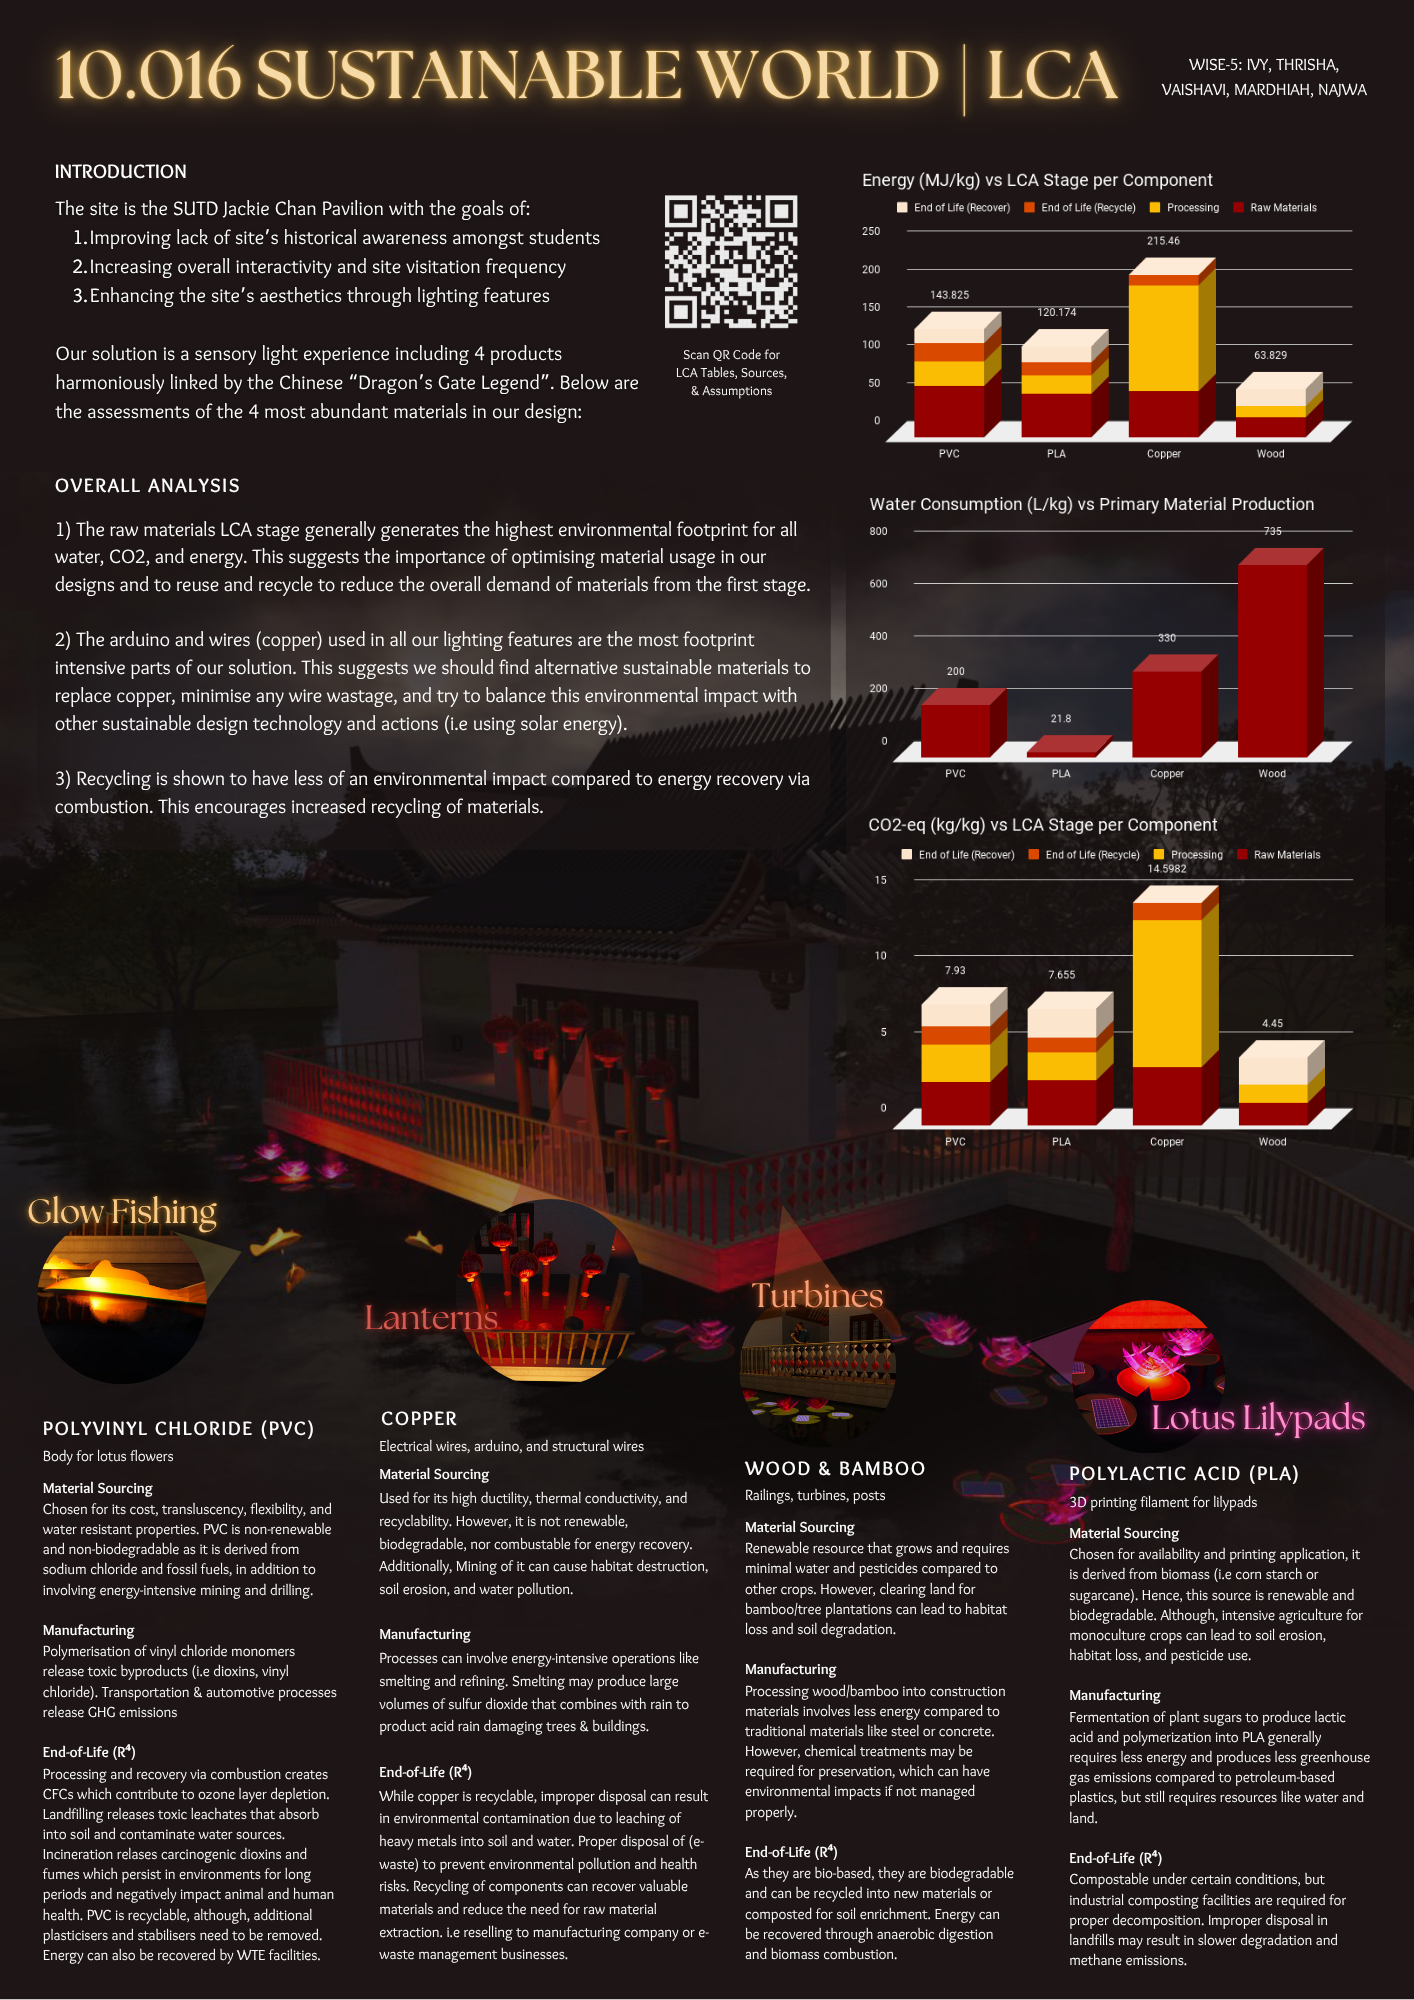 10.016 SUSTAINABLE WORLD | LCA
WISE-5: IVY, THRISHA,
VAISHAVI, MARDHIAH, NAJWA
INTRODUCTION
The site is the SUTD Jackie Chan Pavilion with the goals of:
1. Improving lack of site's historical awareness amongst students
2. Increasing overall interactivity and site visitation frequency
3. Enhancing the site's aesthetics through lighting features
Our solution is a sensory light experience including 4 products
harmoniously linked by the Chinese “Dragon's Gate Legend”. Below are
the assessments of the 4 most abundant materials in our design:
Scan QR Code for
LCA Tables, Sources,
& Assumptions
OVERALL ANALYSIS
1) The raw materials LCA stage generally generates the highest environmental footprint for all
water, CO2, and energy. This suggests the importance of optimising material usage in our
designs and to reuse and recycle to reduce the overall demand of materials from the first stage.
2) The arduino and wires (copper) used in all our lighting features are the most footprint
intensive parts of our solution. This suggests we should find alternative sustainable materials to
replace copper, minimise any wire wastage, and try to balance this environmental impact with
other sustainable design technology and actions (i.e using solar energy).
3) Recycling is shown to have less of an environmental impact compared to energy recovery via
combustion. This encourages increased recycling of materials.
Energy (MJ/kg) vs LCA Stage per Component
End of Life (Recover) End of Life (Recycle) Processing Raw Materials
250
200
150
100
50
0
143.825
120.174
215.46
63.829
PVC PLA Copper Wood
Water Consumption (L/kg) vs Primary Material Production
800
600
400
200
0
200
21.8
330
735
PVC PLA Copper Wood
CO2-eq (kg/kg) vs LCA Stage per Component
End of Life (Recover) End of Life (Recycle) Processing Raw Materials
15
10
5
0
7.93
7.655
14.5982
4.45
PVC PLA Copper Wood
Glow Fishing
Lanterns
Turbines
Lotus Lilypads
POLYVINYL CHLORIDE (PVC)
Body for lotus flowers
Material Sourcing
Chosen for its cost, transluscency, flexibility, and
water resistant properties. PVC is non-renewable
and non-biodegradable as it is derived from
sodium chloride and fossil fuels, in addition to
involving energy-intensive mining and drilling.
Manufacturing
Polymerisation of vinyl chloride monomers
release toxic byproducts (i.e dioxins, vinyl
chloride). Transportation & automotive processes
release GHG emissions
End-of-Life (R⁴)
Processing and recovery via combustion creates
CFCs which contribute to ozone layer depletion.
Landfilling releases toxic leachates that absorb
into soil and contaminate water sources.
Incineration relases carcinogenic dioxins and
fumes which persist in environments for long
periods and negatively impact animal and human
health. PVC is recyclable, although, additional
plasticisers and stabilisers need to be removed.
Energy can also be recovered by WTE facilities.
COPPER
Electrical wires, arduino, and structural wires
Material Sourcing
Used for its high ductility, thermal conductivity, and
recyclability. However, it is not renewable,
biodegradable, nor combustable for energy recovery.
Additionally, Mining of it can cause habitat destruction,
soil erosion, and water pollution.
Manufacturing
Processes can involve energy-intensive operations like
smelting and refining. Smelting may produce large
volumes of sulfur dioxide that combines with rain to
product acid rain damaging trees & buildings.
End-of-Life (R⁴)
While copper is recyclable, improper disposal can result
in environmental contamination due to leaching of
heavy metals into soil and water. Proper disposal of (e-
waste) to prevent environmental pollution and health
risks. Recycling of components can recover valuable
materials and reduce the need for raw material
extraction. i.e reselling to manufacturing company or e-
waste management businesses.
WOOD & BAMBOO
Railings, turbines, posts
Material Sourcing
Renewable resource that grows and requires
minimal water and pesticides compared to
other crops. However, clearing land for
bamboo/tree plantations can lead to habitat
loss and soil degradation.
Manufacturing
Processing wood/bamboo into construction
materials involves less energy compared to
traditional materials like steel or concrete.
However, chemical treatments may be
required for preservation, which can have
environmental impacts if not managed
properly.
End-of-Life (R⁴)
As they are bio-based, they are biodegradable
and can be recycled into new materials or
composted for soil enrichment. Energy can
be recovered through anaerobic digestion
and biomass combustion.
POLYLACTIC ACID (PLA)
3D printing filament for lilypads
Material Sourcing
Chosen for availability and printing application, it
is derived from biomass (i.e corn starch or
sugarcane). Hence, this source is renewable and
biodegradable. Although, intensive agriculture for
monoculture crops can lead to soil erosion,
habitat loss, and pesticide use.
Manufacturing
Fermentation of plant sugars to produce lactic
acid and polymerization into PLA generally
requires less energy and produces less greenhouse
gas emissions compared to petroleum-based
plastics, but still requires resources like water and
land.
End-of-Life (R⁴)
Compostable under certain conditions, but
industrial composting facilities are required for
proper decomposition. Improper disposal in
landfills may result in slower degradation and
methane emissions.